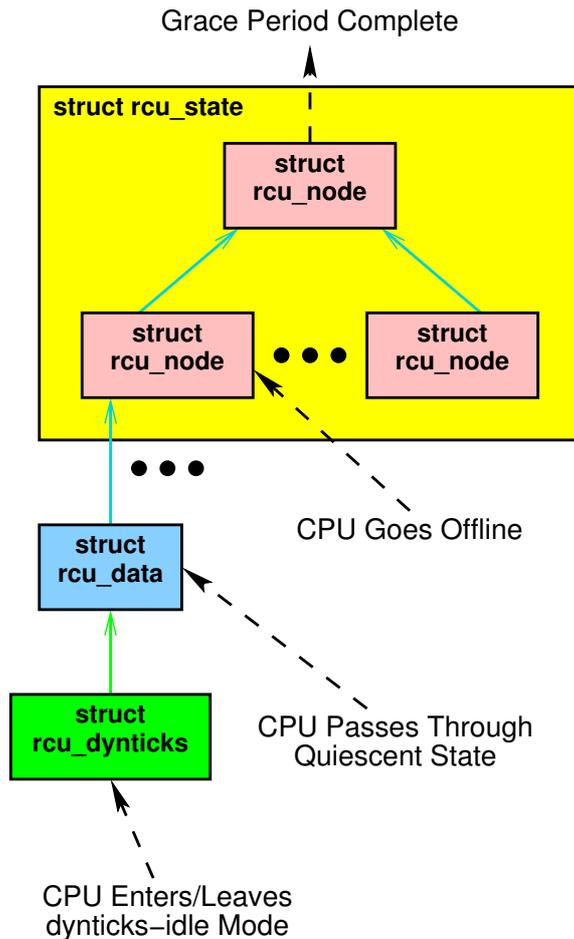 Grace Period Complete
struct rcu_state
struct
rcu_node
struct
rcu_node
struct
rcu_node
CPU Goes Offline
struct
rcu_data
CPU Passes Through
Quiescent State
struct
rcu_dynticks
CPU Enters/Leaves
dynticks−idle Mode